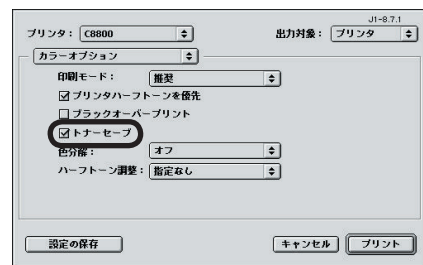 J1-8.7.1
プリンタ： C8800 出力対象： プリンタ
カラーオプション
印刷モード： 推奨
プリンタハーフトーンを優先
ブラックオーバープリント
トナーセーブ
色分解： オフ
ハーフトーン調整： 指定なし
設定の保存 キャンセル プリント